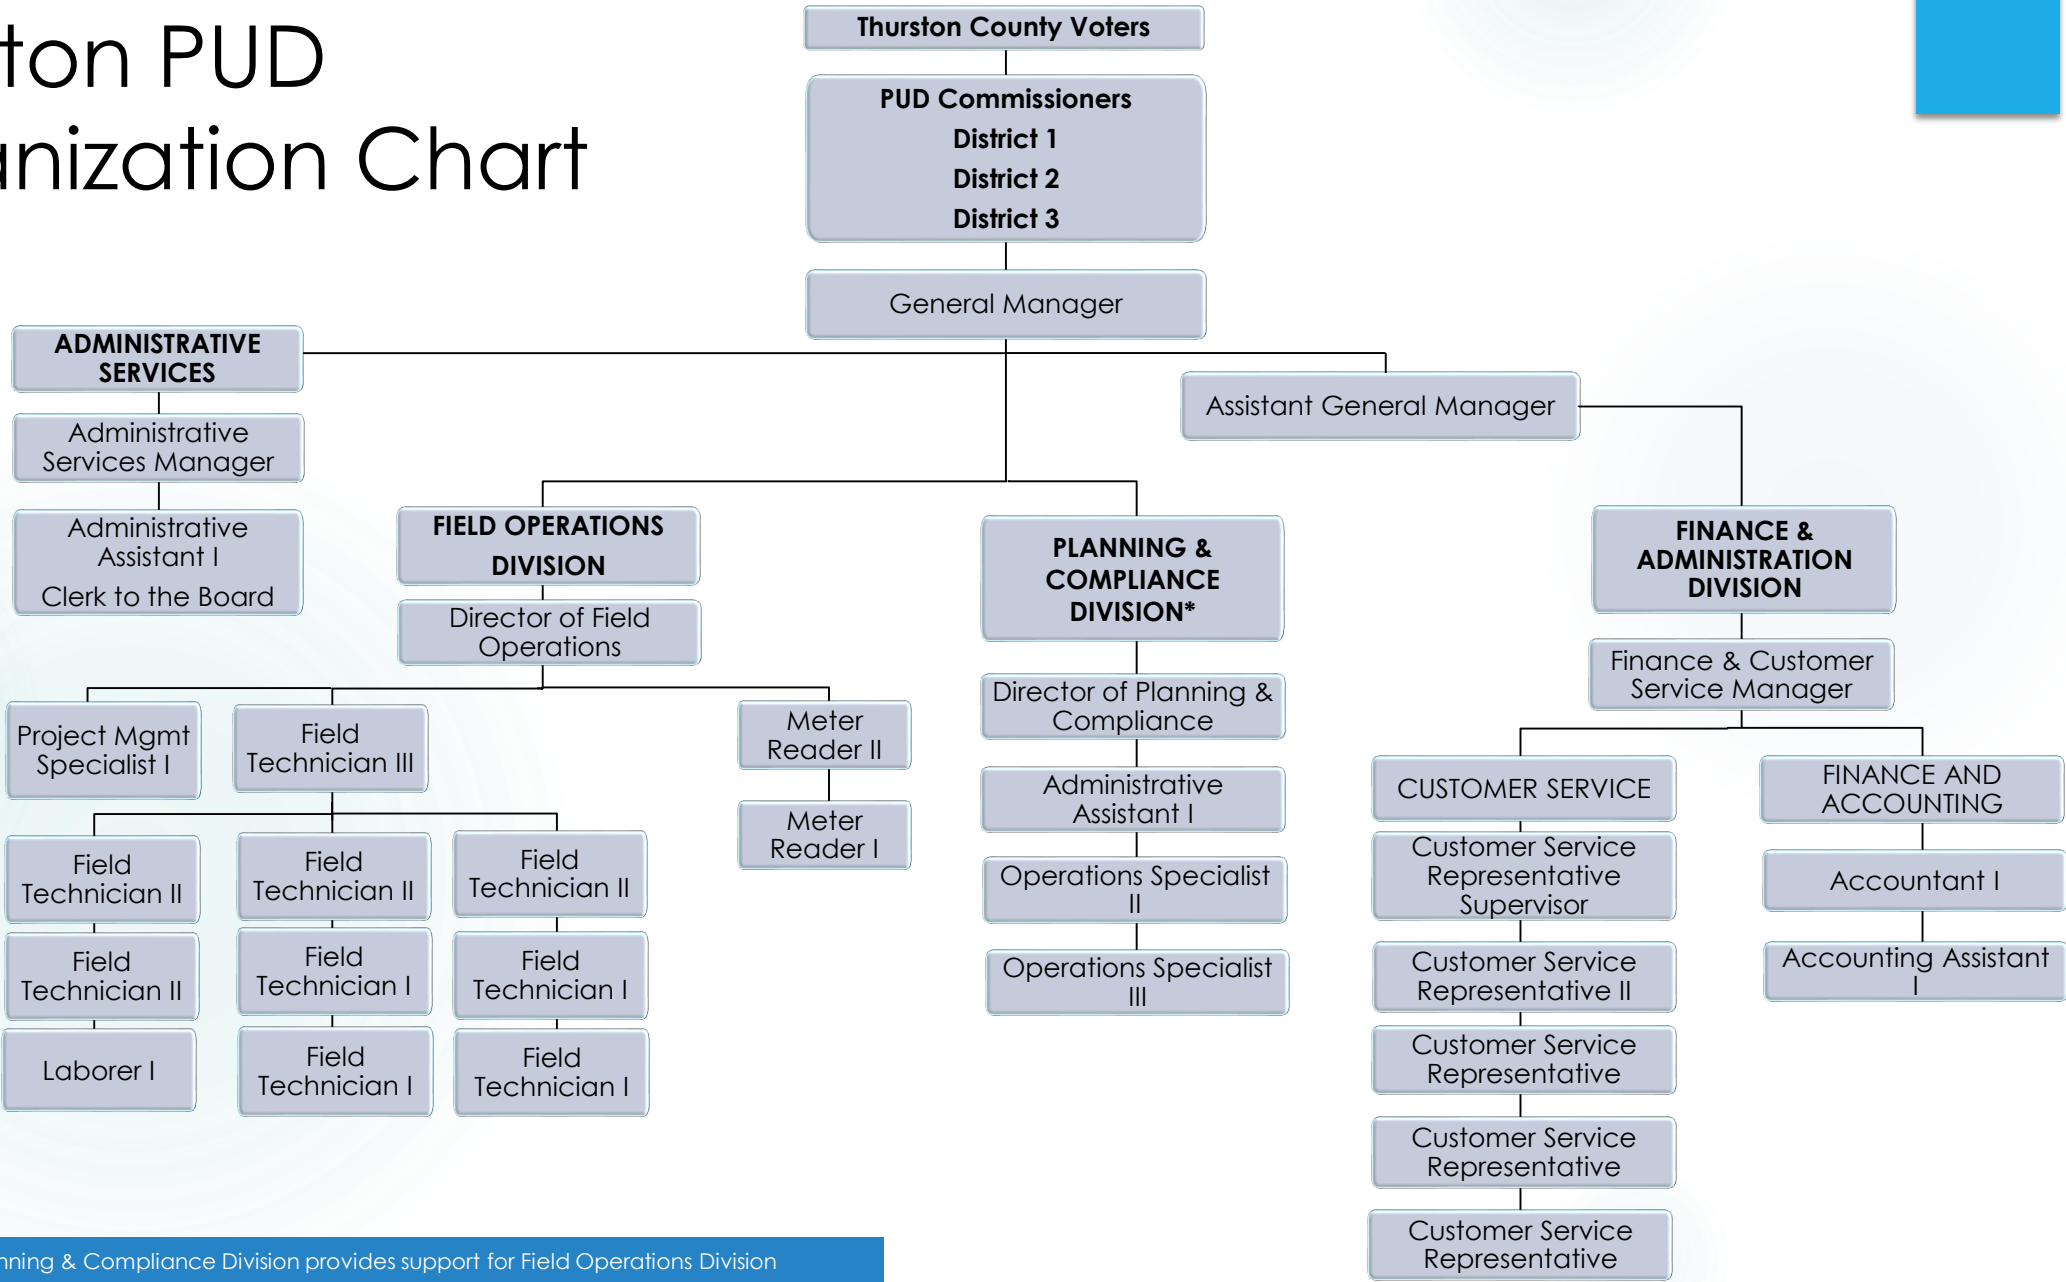 ton PUD
anization Chart
Thurston County Voters
PUD Commissioners
District 1
District 2
District 3
General Manager
ADMINISTRATIVE
SERVICES
Administrative
Services Manager
Administrative
Assistant I
Clerk to the Board
Assistant General Manager
FIELD OPERATIONS
DIVISION
Director of Field
Operations
Project Mgmt
Specialist I
Field
Technician III
Meter
Reader II
Meter
Reader I
Field
Technician II
Field
Technician II
Laborer I
Field
Technician II
Field
Technician I
Field
Technician I
Field
Technician II
Field
Technician I
Field
Technician I
PLANNING &
COMPLIANCE
DIVISION*
Director of Planning &
Compliance
Administrative
Assistant I
Operations Specialist
II
Operations Specialist
III
FINANCE &
ADMINISTRATION
DIVISION
Finance & Customer
Service Manager
CUSTOMER SERVICE
Customer Service
Representative
Supervisor
Customer Service
Representative II
Customer Service
Representative
Customer Service
Representative
Customer Service
Representative
FINANCE AND
ACCOUNTING
Accountant I
Accounting Assistant
I
nning & Compliance Division provides support for Field Operations Division